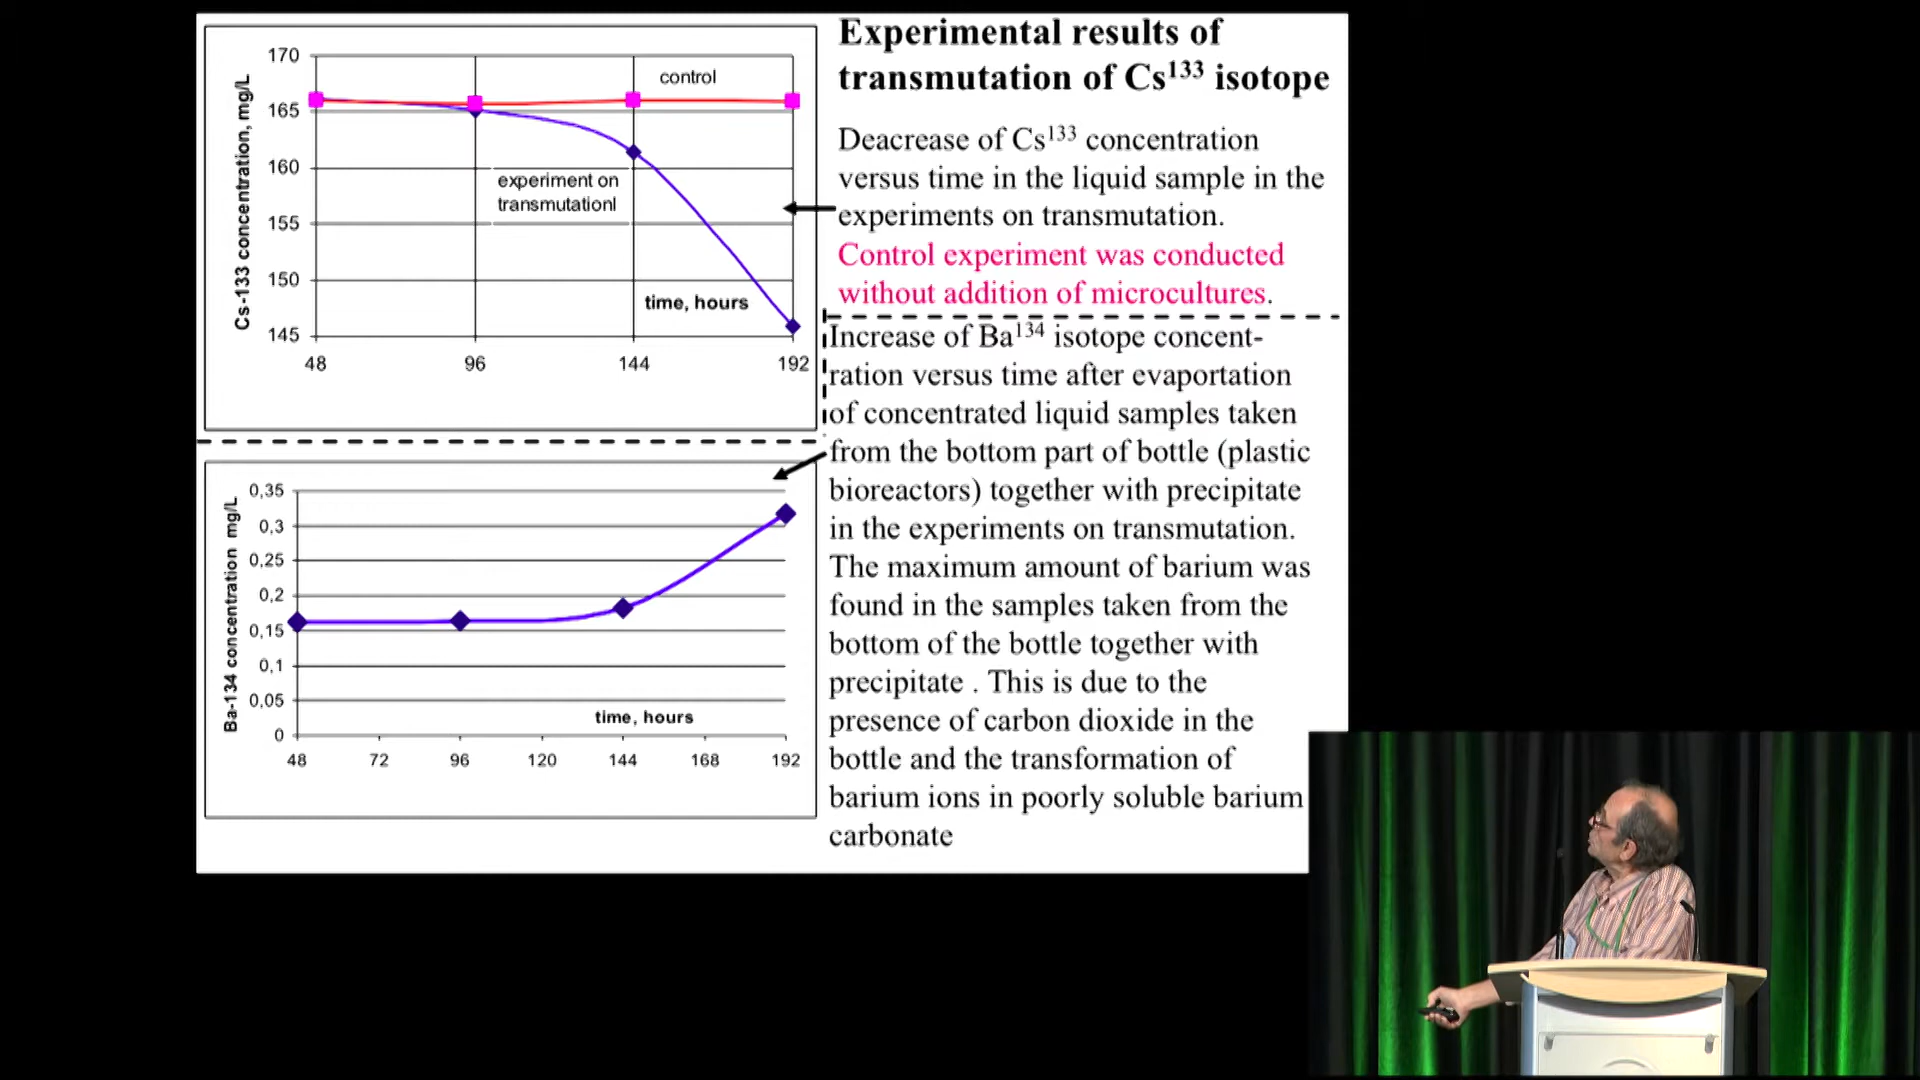 Experimental results of
transmutation of Cs¹³³ isotope
170
165
160
155
150
145
Cs-133 concentration, mg/L
control
experiment on
transmutationl
time, hours
48 96 144 192
Deacrease of Cs¹³³ concentration
versus time in the liquid sample in the
experiments on transmutation.
Control experiment was conducted
without addition of microcultures.
Increase of Ba¹³⁴ isotope concent-
ration versus time after evaportation
of concentrated liquid samples taken
from the bottom part of bottle (plastic
bioreactors) together with precipitate
in the experiments on transmutation.
The maximum amount of barium was
found in the samples taken from the
bottom of the bottle together with
precipitate . This is due to the
presence of carbon dioxide in the
bottle and the transformation of
barium ions in poorly soluble barium
carbonate
0,35
0,3
0,25
0,2
0,15
0,1
0,05
0
Ba-134 concentration mg/L
time, hours
48 72 96 120 144 168 192